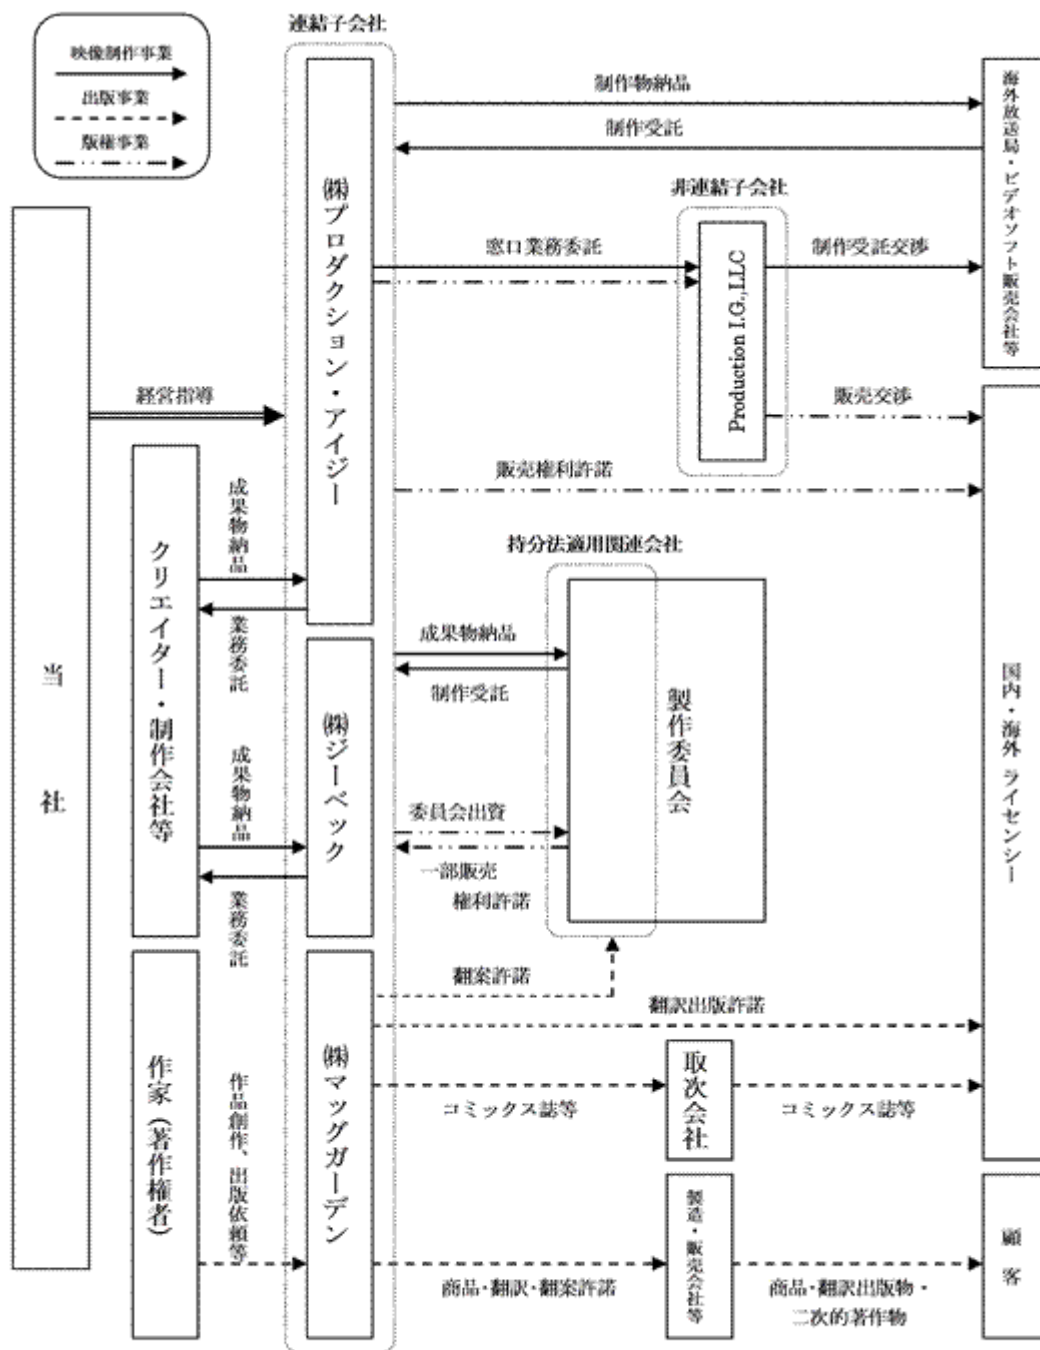 連結子会社
映像制作事業
出版事業
版権事業
制作物納品
制作受託
海外放送局・ビデオソフト販売会社等
㈱プロダクション・アイジー
非連結子会社
窓口業務委託
Production I.G.,LLC
制作受託交渉
経営指導
販売交渉
販売権利許諾
当社
クリエイター・制作会社等
成果物納品
業務委託
持分法適用関連会社
成果物納品
制作受託
製作委員会
国内・海外 ライセンシー
㈱ジーベック
成果物納品
業務委託
委員会出資
一部販売
権利許諾
翻案許諾
翻訳出版許諾
作家（著作権者）
作品創作、出版依頼等
㈱マッグガーデン
コミックス誌等
取次会社
コミックス誌等
商品・翻訳・翻案許諾
製造・販売会社等
商品・翻訳出版物・
二次的著作物
顧客